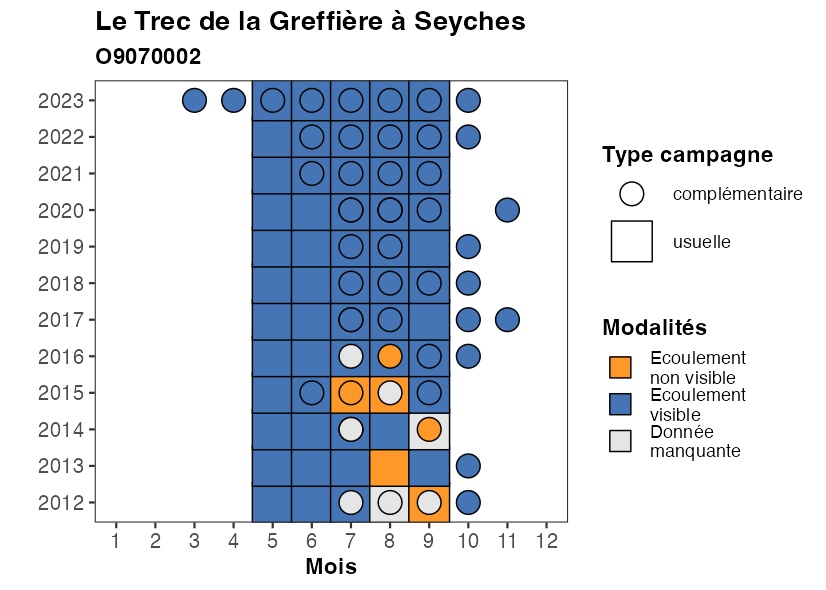 Le Trec de la Greffière à Seyches
O9070002
2023
2022
2021
2020
2019
2018
2017
2016
2015
2014
2013
2012
1 2 3 4 5 6 7 8 9 10 11 12
Mois
Type campagne
complémentaire
usuelle
Modalités
Ecoulement
non visible
Ecoulement
visible
Donnée
manquante